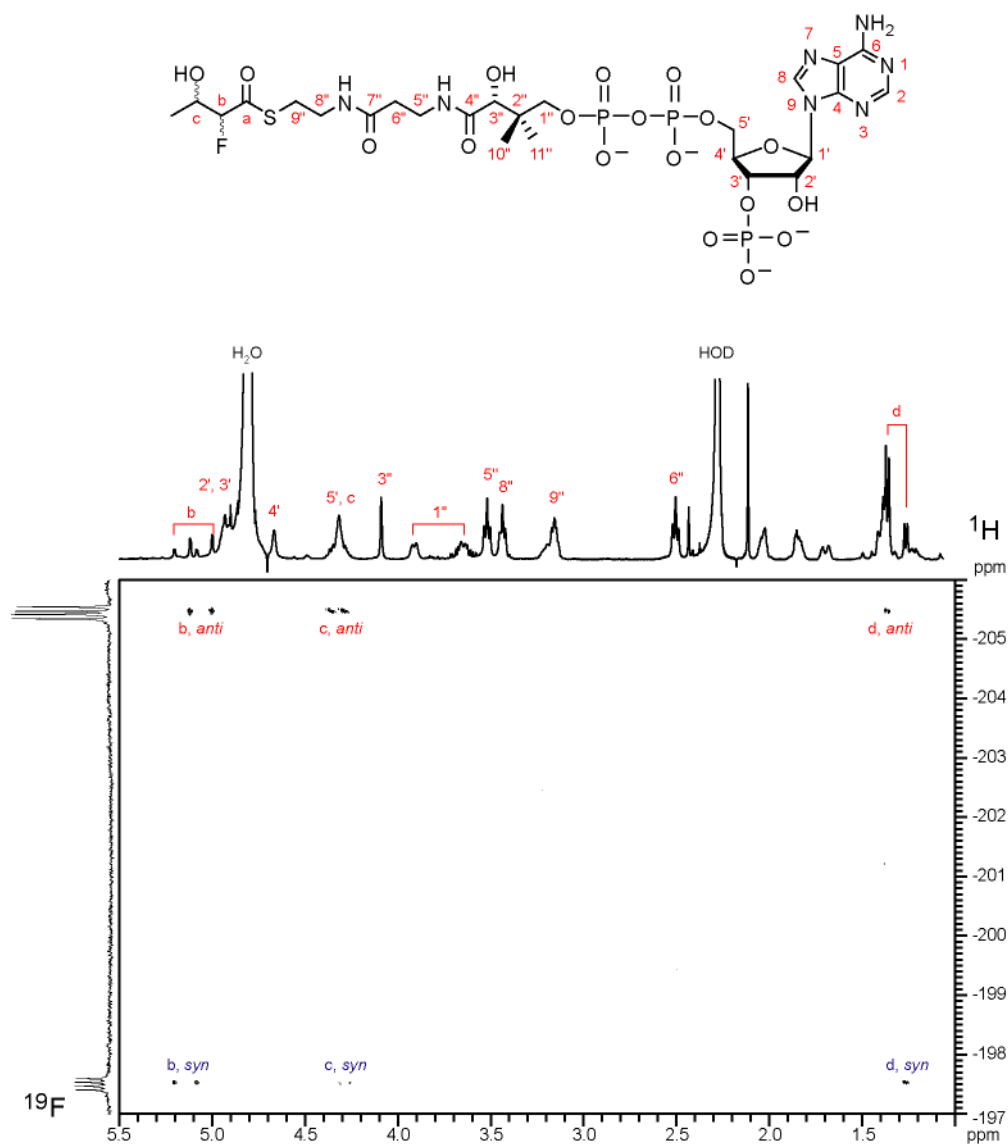 NH2
7
6
5
1
8
9
4
2
3
N
N
N
N
HO
O
b
a
c
S
F
9''
8''
H
N
7''
O
6''
5''
H
N
4''
O
OH
3''
2''
10''
11''
1''
O
O
P
O−
O
O
P
O−
O
5'
4'
O
1'
3'
2'
O
OH
O=P−O−
O−
H2O
HOD
d
2', 3'
b
4'
5', c
3''
1''
5''
8''
9''
6''
1H
ppm
b, anti
c, anti
d, anti
-205
-204
-203
-202
-201
-200
-199
-198
b, syn
c, syn
d, syn
-197
19F
5.5 5.0 4.5 4.0 3.5 3.0 2.5 2.0 1.5 ppm